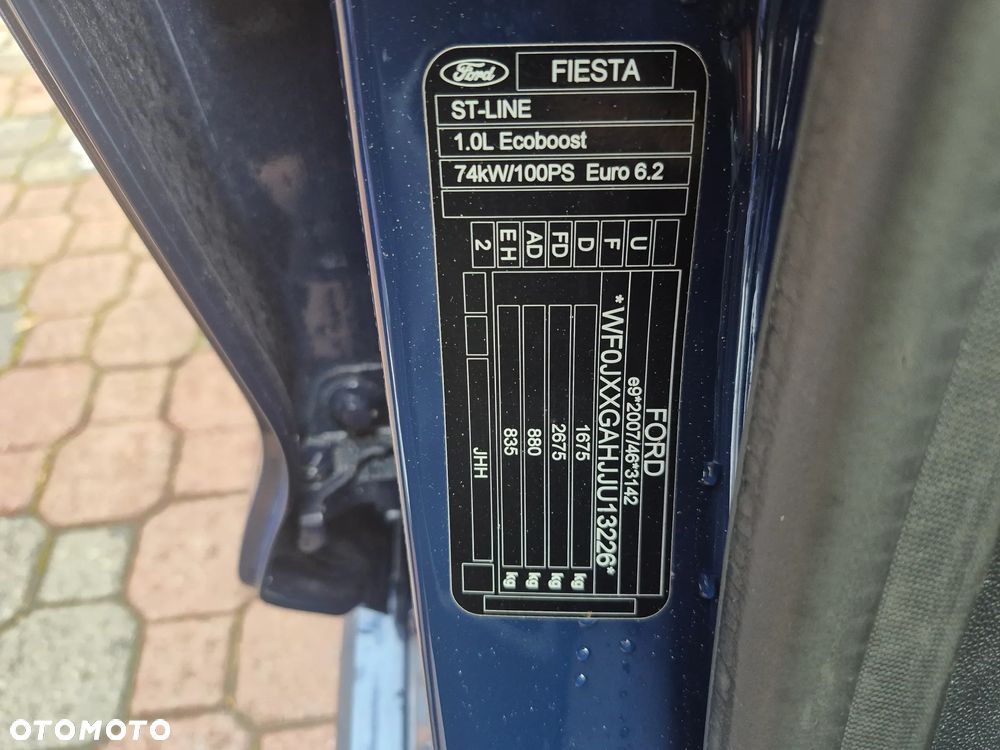 Ford FIESTA
ST-LINE
1.0L Ecoboost
74kW/100PS Euro 6.2
FORD
e9*2007/46*3142
*WF0JXXGAHJJU13226*
1675 kg
2675 kg
880 kg
835 kg
JHH
U
F
D
FD
AD
EH
2
OTOMOTO